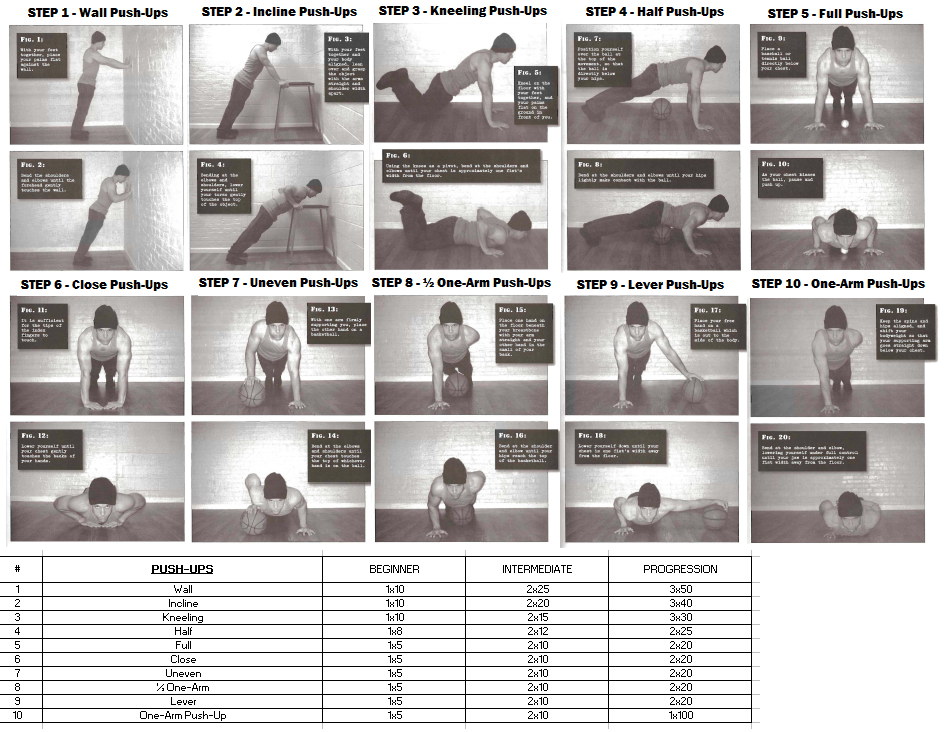 STEP 1 - Wall Push-Ups
STEP 2 - Incline Push-Ups
STEP 3 - Kneeling Push-Ups
STEP 4 - Half Push-Ups
STEP 5 - Full Push-Ups
FIG. 1:
With your feet
together, place
your palms flat
against the
wall.
FIG. 3:
With your feet
together and
your body
aligned, lean
over and grasp
the object
with the arms
straight and
shoulder width
apart.
FIG. 5:
Kneel on the
floor with
your feet
together, and
your palms
flat on the
ground in
front of you.
FIG. 7:
Position yourself
over the ball at
the top of the
movement, so that
the ball is
directly below
your hips.
FIG. 9:
Place a
baseball or
tennis ball
directly below
your chest.
FIG. 2:
Bend the shoulders
and elbows until the
forehead gently
touches the wall.
FIG. 4:
Bending at the
elbows and
shoulders, lower
yourself until
your torso gently
touches the top
of the object.
FIG. 6:
Using the knees as a pivot, bend at the shoulders and
elbows until your chest is approximately one fist's
width from the floor.
FIG. 8:
Bend at the shoulders and elbows until your hips
lightly make contact with the ball.
FIG. 10:
As your chest kisses
the ball, pause and
push up.
STEP 6 - Close Push-Ups
STEP 7 - Uneven Push-Ups
STEP 8 - ½ One-Arm Push-Ups
STEP 9 - Lever Push-Ups
STEP 10 - One-Arm Push-Ups
FIG. 11:
It is sufficient
for the tips of
the index
fingers to
touch.
FIG. 13:
With one arm firmly
supporting you, place
the other hand on a
basketball.
FIG. 15:
Place one hand on
the floor beneath
your breastbone
with your arm
straight and your
other hand in the
small of your
back.
FIG. 17:
Place your free
hand on a
basketball which
is out to the
side of the body.
FIG. 19:
Keep the spine and
hips aligned, and
shift your
bodyweight so that
your supporting arm
goes straight down
below your chest.
FIG. 12:
Lower yourself until
your chest gently
touches the backs of
your hands.
FIG. 14:
Bend at the elbows
and shoulders until
your chest touches
the top of whichever
hand is on the ball.
FIG. 16:
Bend at the shoulder
and elbow until your
hips reach the top
of the basketball.
FIG. 18:
Lower yourself down until your
chest is one fist's width away
from the floor.
FIG. 20:
Bend at the shoulder and elbow,
lowering yourself under full control
until your jaw is approximately one
fist width away from the floor.
# PUSH-UPS BEGINNER INTERMEDIATE PROGRESSION
1 Wall 1x10 2x25 3x50
2 Incline 1x10 2x20 3x40
3 Kneeling 1x10 2x15 3x30
4 Half 1x8 2x12 2x25
5 Full 1x5 2x10 2x20
6 Close 1x5 2x10 2x20
7 Uneven 1x5 2x10 2x20
8 ½ One-Arm 1x5 2x10 2x20
9 Lever 1x5 2x10 2x20
10 One-Arm Push-Up 1x5 2x10 1x100